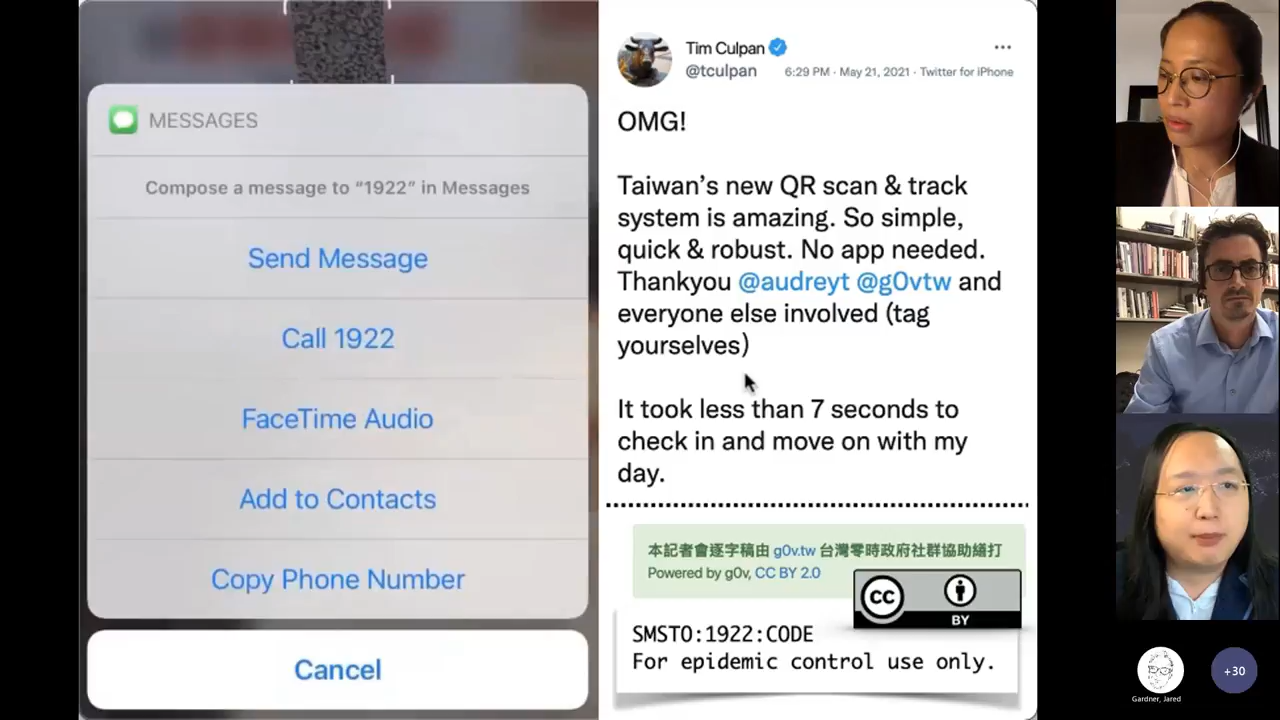 MESSAGES
Compose a message to “1922” in Messages
Send Message
Call 1922
FaceTime Audio
Add to Contacts
Copy Phone Number
Cancel
Tim Culpan
@tculpan
6:29 PM · May 21, 2021 · Twitter for iPhone
OMG!
Taiwan’s new QR scan & track
system is amazing. So simple,
quick & robust. No app needed.
Thankyou @audreyt @g0vtw and
everyone else involved (tag
yourselves)
It took less than 7 seconds to
check in and move on with my
day.
本記者會逐字稿由 g0v.tw 台灣零時政府社群協助繕打
Powered by g0v, CC BY 2.0
CC
BY
SMSTO:1922:CODE
For epidemic control use only.
Gardner, Jared
+30